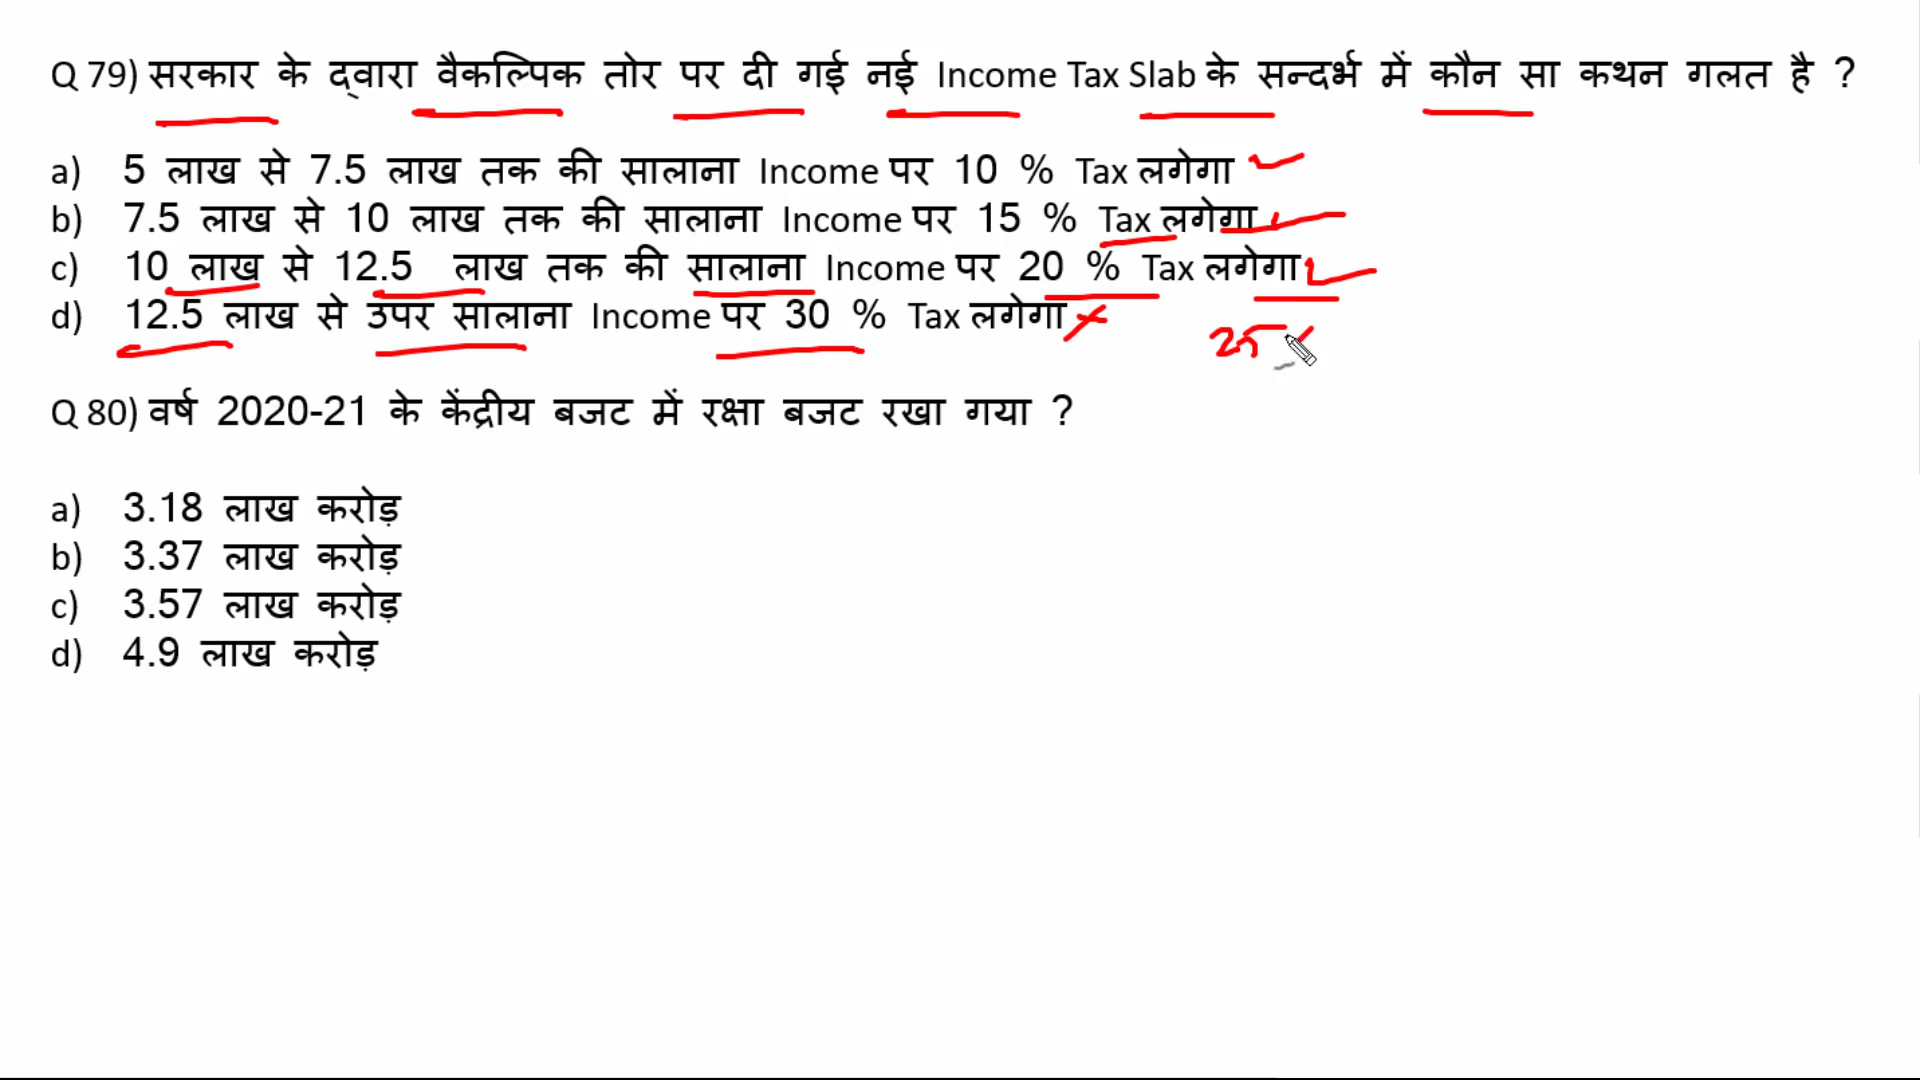 Q 79) सरकार के द्वारा वैकल्पिक तोर पर दी गई नई Income Tax Slab के सन्दर्भ में कौन सा कथन गलत है ?
a) 5 लाख से 7.5 लाख तक की सालाना Income पर 10 % Tax लगेगा
b) 7.5 लाख से 10 लाख तक की सालाना Income पर 15 % Tax लगेगा
c) 10 लाख से 12.5 लाख तक की सालाना Income पर 20 % Tax लगेगा
d) 12.5 लाख से उपर सालाना Income पर 30 % Tax लगेगा
25
Q 80) वर्ष 2020-21 के केंद्रीय बजट में रक्षा बजट रखा गया ?
a) 3.18 लाख करोड़
b) 3.37 लाख करोड़
c) 3.57 लाख करोड़
d) 4.9 लाख करोड़